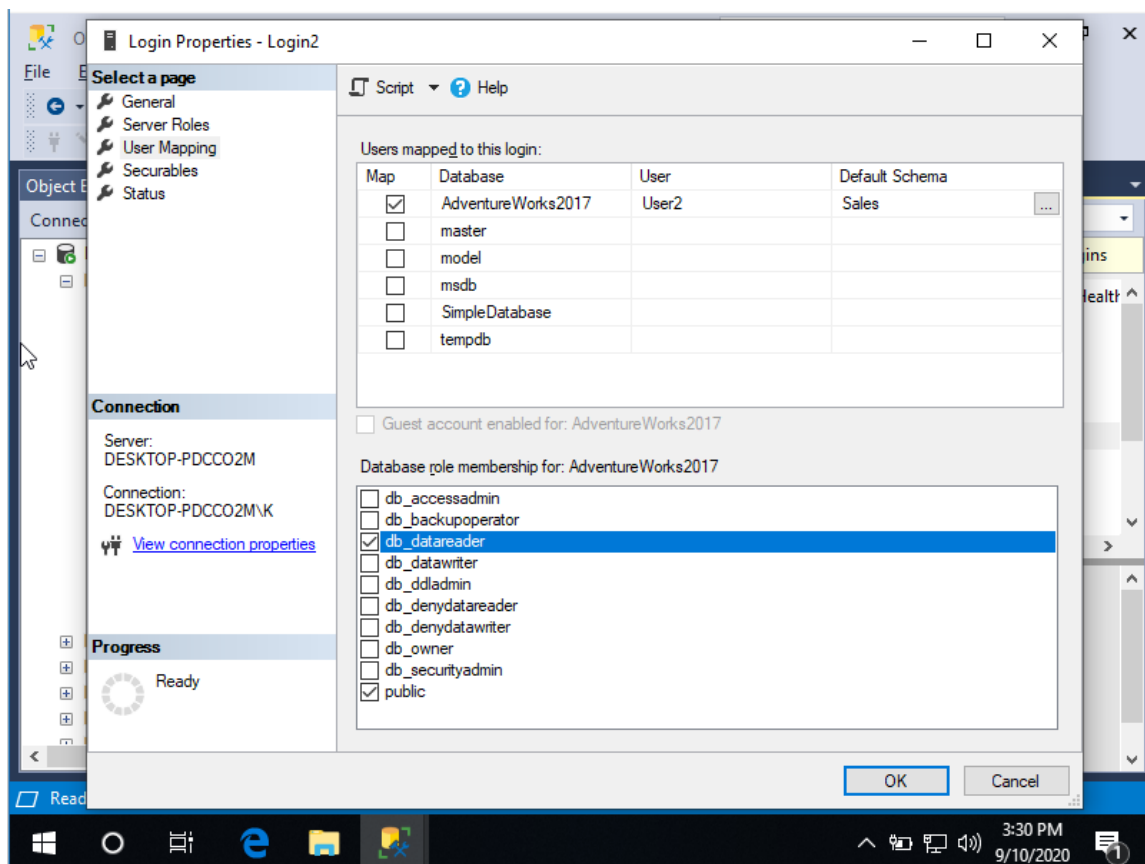 O
Login Properties - Login2
File
E
Select a page
General
Server Roles
User Mapping
Securables
Status
Script
Help
Users mapped to this login:
Map Database User Default Schema
AdventureWorks2017 User2 Sales ...
master
model
msdb
SimpleDatabase
tempdb
Guest account enabled for: AdventureWorks2017
Object E
Connec
ins
Health
Connection
Server:
DESKTOP-PDCCO2M
Connection:
DESKTOP-PDCCO2M\K
View connection properties
Database role membership for: AdventureWorks2017
db_accessadmin
db_backupoperator
db_datareader
db_datawriter
db_ddladmin
db_denydatareader
db_denydatawriter
db_owner
db_securityadmin
public
Progress
Ready
OK
Cancel
Read
3:30 PM
9/10/2020
1